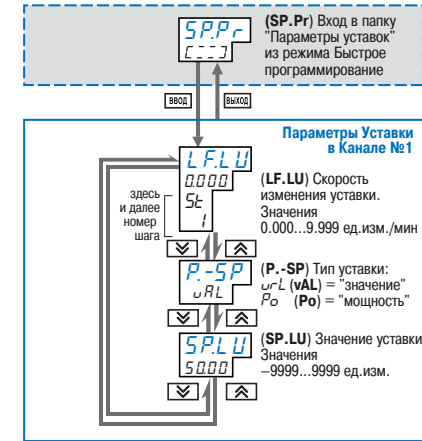 SP.Pr
[---]
(SP.Pr) Вход в папку
"Параметры уставок"
из режима Быстрое
программирование
ВВОД
ВЫХОД
Параметры Уставки
в Канале №1
LF.LU
0.000
St
1
здесь
и далее
номер
шага
(LF.LU) Скорость
изменения уставки.
Значения
0.000...9.999 ед.изм./мин
P.-SP
vAL
(P.-SP) Тип уставки:
vAL (vAL) = "значение"
Po (Po) = "мощность"
SP.LU
50.00
(SP.LU) Значение уставки
Значения
–9999...9999 ед.изм.